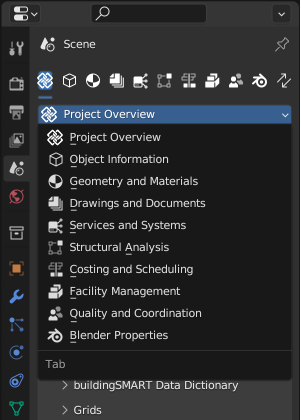 Scene
Project Overview
Project Overview
Object Information
Geometry and Materials
Drawings and Documents
Services and Systems
Structural Analysis
Costing and Scheduling
Facility Management
Quality and Coordination
Blender Properties
Tab
buildingSMART Data Dictionary
Grids